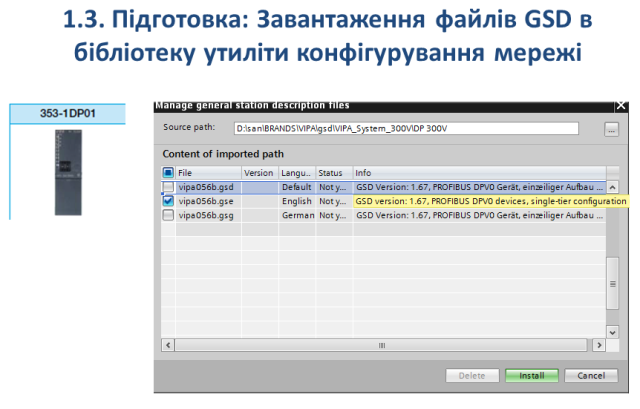 1.3. Підготовка: Завантаження файлів GSD в
бібліотеку утиліти конфігурування мережі
353-1DP01
Manage general station description files
Source path: D:\san\BRANDS\VIPA\gsd\VIPA_System_300V\DP 300V
...
Content of imported path
File Version Langu... Status Info
vipa056b.gsd Default Not y... GSD Version: 1.67, PROFIBUS DPV0 Gerät, einzeiliger Aufbau ...
vipa056b.gse English Not y... GSD version: 1.67, PROFIBUS DPV0 devices, single-tier configuration
vipa056b.gsg German Not y... GSD Version: 1.67, PROFIBUS DPV0 Gerät, einzeiliger Aufbau ...
Delete Install Cancel